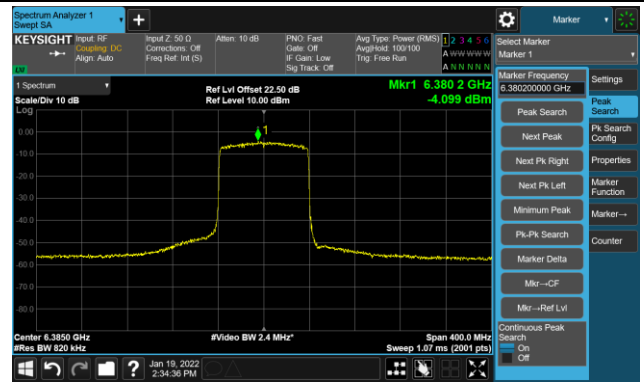 Spectrum Analyzer 1
Swept SA
Marker
KEYSIGHT
Input: RF
Coupling: DC
Align: Auto
Input Z: 50 Ω
Corrections: Off
Freq Ref: Int (S)
Atten: 10 dB
PNO: Fast
Gate: Off
IF Gain: Low
Sig Track: Off
Avg Type: Power (RMS)
Avg|Hold: 100/100
Trig: Free Run
1 2 3 4 5 6
A W W W W W
A N N N N N
Select Marker
Marker 1
1 Spectrum
Scale/Div 10 dB
Log
Ref Lvl Offset 22.50 dB
Ref Level 10.00 dBm
Mkr1 6.380 2 GHz
-4.099 dBm
1
0.00
-10.0
-20.0
-30.0
-40.0
-50.0
-60.0
-70.0
-80.0
Center 6.3850 GHz
#Res BW 820 kHz
#Video BW 2.4 MHz*
Span 400.0 MHz
Sweep 1.07 ms (2001 pts)
Marker Frequency
6.380200000 GHz
Peak Search
Next Peak
Next Pk Right
Next Pk Left
Minimum Peak
Pk-Pk Search
Marker Delta
Mkr→CF
Mkr→Ref Lvl
Continuous Peak
Search
On
Off
Settings
Peak
Search
Pk Search
Config
Properties
Marker
Function
Marker→
Counter
Jan 19, 2022
2:34:36 PM